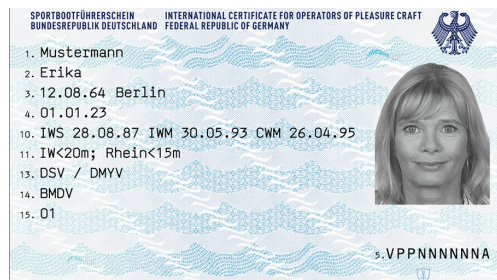 SPORTBOOTFÜHRERSCHEIN INTERNATIONAL CERTIFICATE FOR OPERATORS OF PLEASURE CRAFT
BUNDESREPUBLIK DEUTSCHLAND FEDERAL REPUBLIC OF GERMANY
1. Mustermann
2. Erika
3. 12.08.64 Berlin
4. 01.01.23
10. IWS 28.08.87 IWM 30.05.93 CWM 26.04.95
11. IW<20m; Rhein<15m
13. DSV / DMYV
14. BMDV
15. 01
5. VPPNNNNNNA